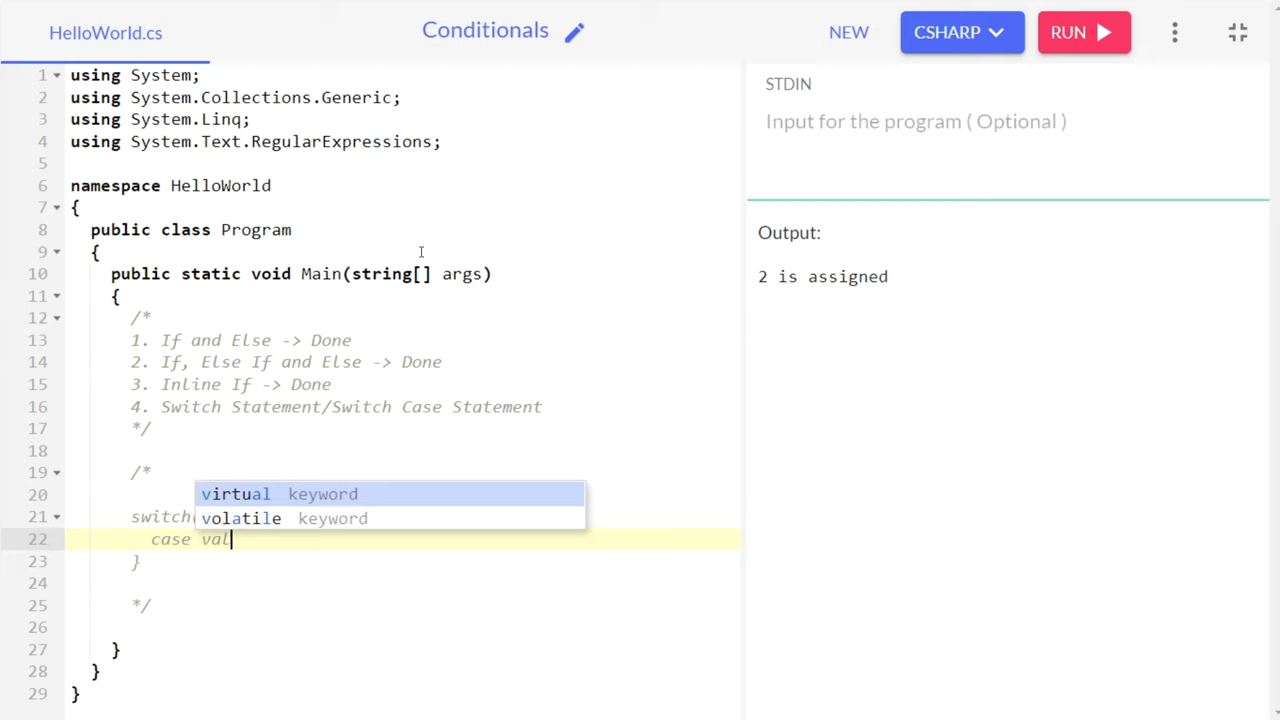 HelloWorld.cs
Conditionals
NEW
CSHARP
RUN
1 using System;
2 using System.Collections.Generic;
3 using System.Linq;
4 using System.Text.RegularExpressions;
5
6 namespace HelloWorld
7 {
8 public class Program
9 {
10 public static void Main(string[] args)
11 {
12 /*
13 1. If and Else -> Done
14 2. If, Else If and Else -> Done
15 3. Inline If -> Done
16 4. Switch Statement/Switch Case Statement
17 */
18
19 /*
20
virtual keyword
volatile keyword
21 switch
22 case val
23 }
24
25 */
26
27 }
28 }
29 }
STDIN
Input for the program ( Optional )
Output:
2 is assigned